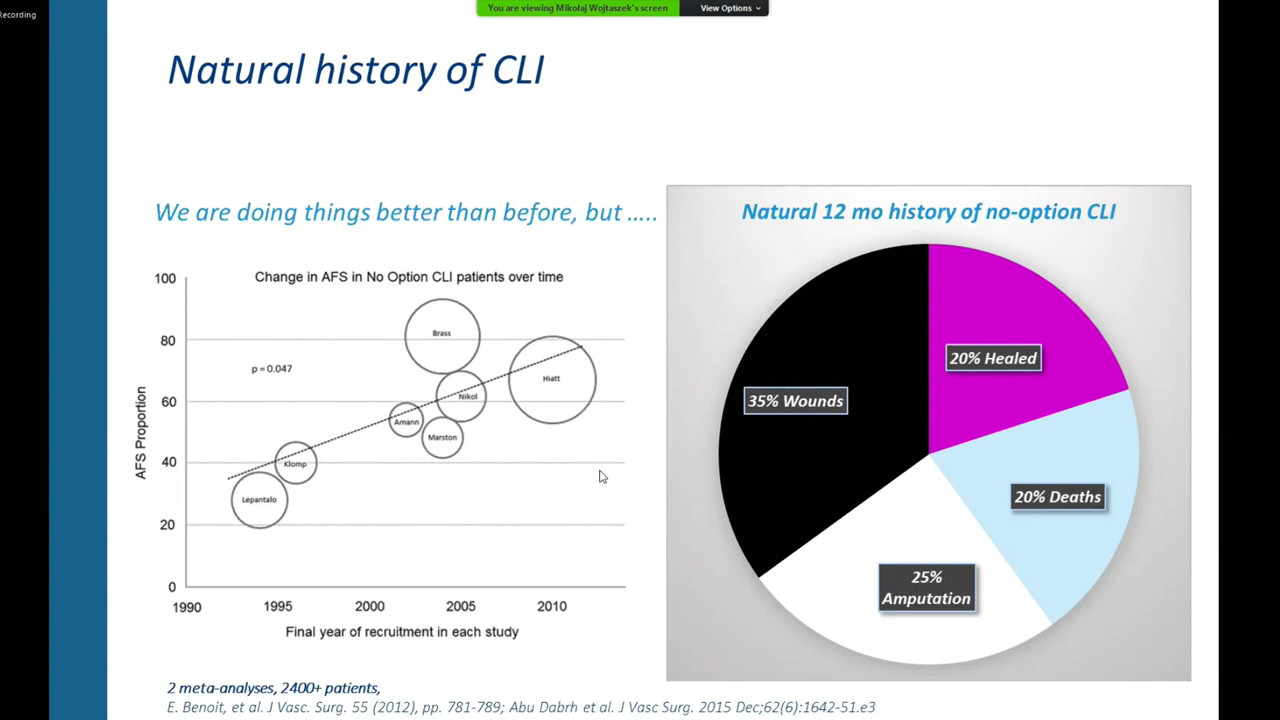 Recording
You are viewing Mikołaj Wojtaszek's screen
View Options
Natural history of CLI
We are doing things better than before, but …..
Change in AFS in No Option CLI patients over time
100
80
60
40
20
0
AFS Proportion
p = 0.047
Brass
Hiatt
Nikol
Amann
Marston
Klomp
Lepantalo
1990
1995
2000
2005
2010
Final year of recruitment in each study
Natural 12 mo history of no-option CLI
20% Healed
35% Wounds
20% Deaths
25%
Amputation
2 meta-analyses, 2400+ patients,
E. Benoit, et al. J Vasc. Surg. 55 (2012), pp. 781-789; Abu Dabrh et al. J Vasc Surg. 2015 Dec;62(6):1642-51.e3